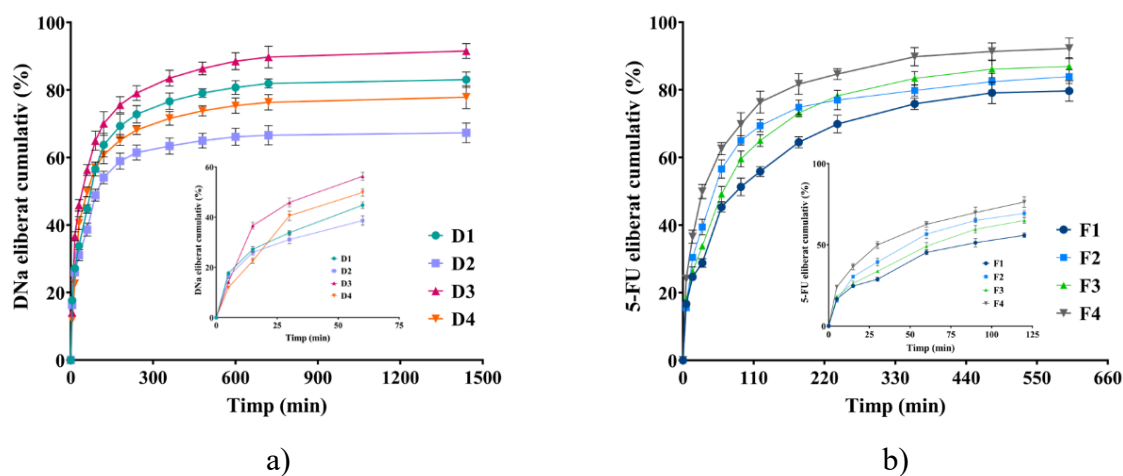 DNa eliberat cumulativ (%)
100
80
60
40
20
0
0 300 600 900 1200 1500
Timp (min)
D1
D2
D3
D4
DNa eliberat cumulativ (%)
60
40
20
0
0 25 50 75
Timp (min)
D1
D2
D3
D4
a)
5-FU eliberat cumulativ (%)
100
80
60
40
20
0
0 110 220 330 440 550 660
Timp (min)
F1
F2
F3
F4
5-FU eliberat cumulativ (%)
100
50
0
0 25 50 75 100 125
Timp (min)
F1
F2
F3
F4
b)